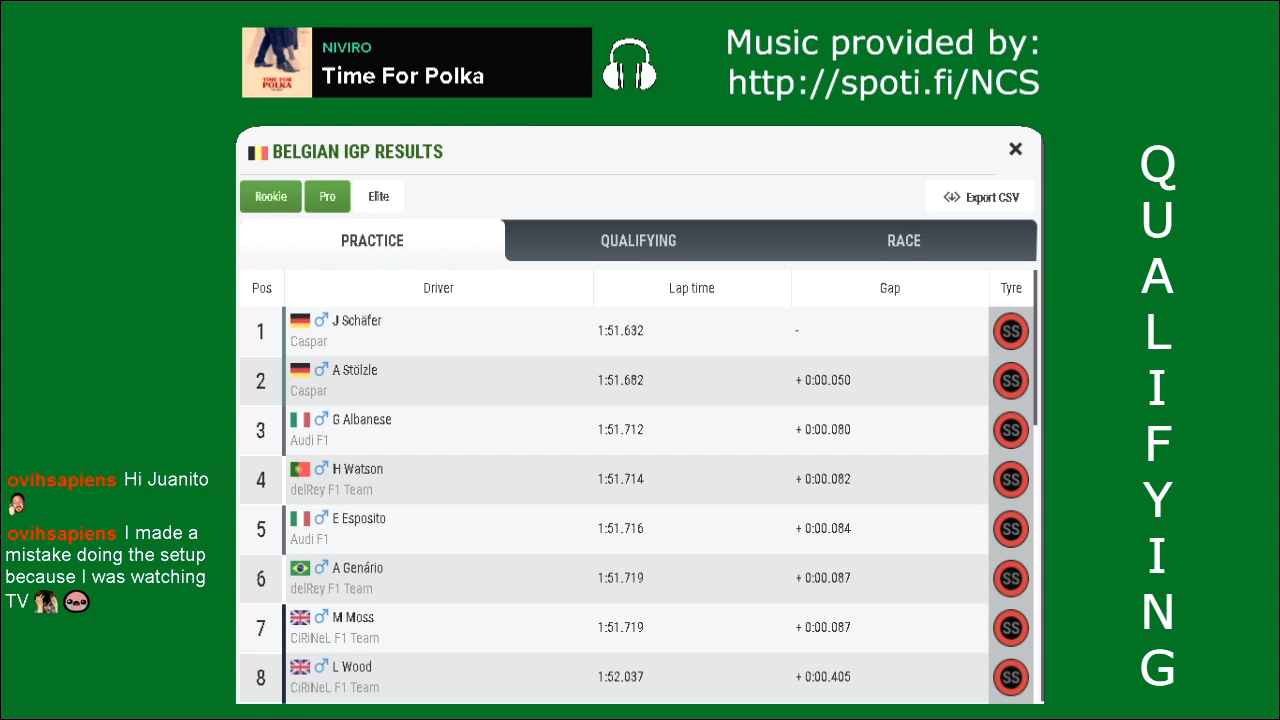 NIVIRO
Time For Polka
TIME FOR
POLKA
Music provided by:
http://spoti.fi/NCS
BELGIAN IGP RESULTS
Rookie Pro Elite Export CSV
PRACTICE QUALIFYING RACE
Pos Driver Lap time Gap Tyre
1 J Schäfer 1:51.632 - SS
Caspar
2 A Stölzle 1:51.682 + 0:00.050 SS
Caspar
3 G Albanese 1:51.712 + 0:00.080 SS
Audi F1
4 H Watson 1:51.714 + 0:00.082 SS
delRey F1 Team
5 E Esposito 1:51.716 + 0:00.084 SS
Audi F1
6 A Genário 1:51.719 + 0:00.087 SS
delRey F1 Team
7 M Moss 1:51.719 + 0:00.087 SS
CiRiNeL F1 Team
8 L Wood 1:52.037 + 0:00.405 SS
CiRiNeL F1 Team
ovihsapiens Hi Juanito
ovihsapiens I made a
mistake doing the setup
because I was watching
TV
QUALIFYING